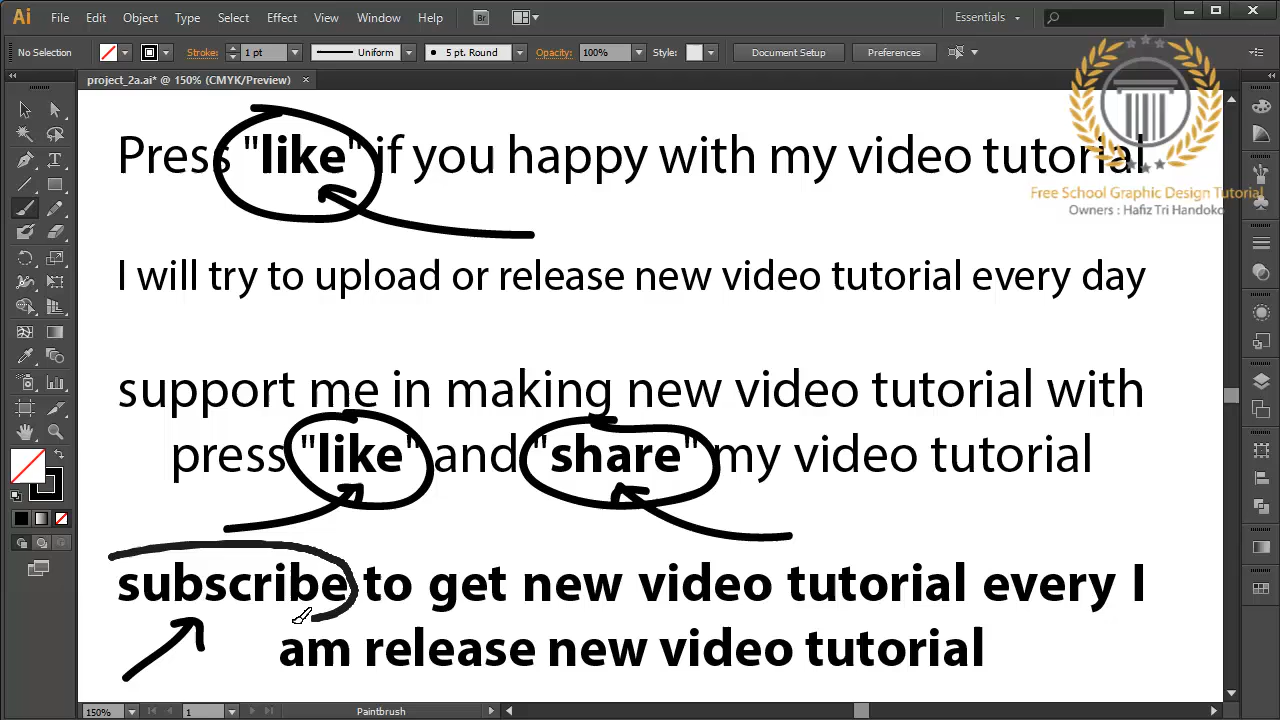 Ai File Edit Object Type Select Effect View Window Help Br Essentials
No Selection Stroke: 1 pt Uniform 5 pt. Round Opacity: 100% Style: Document Setup Preferences
project_2a.ai* @ 150% (CMYK/Preview)
Press "like" if you happy with my video tutorial
Free School Graphic Design Tutorial
Owners : Hafiz Tri Handoko
I will try to upload or release new video tutorial every day
support me in making new video tutorial with
press "like" and "share" my video tutorial
subscribe to get new video tutorial every I
am release new video tutorial
150% 1 Paintbrush